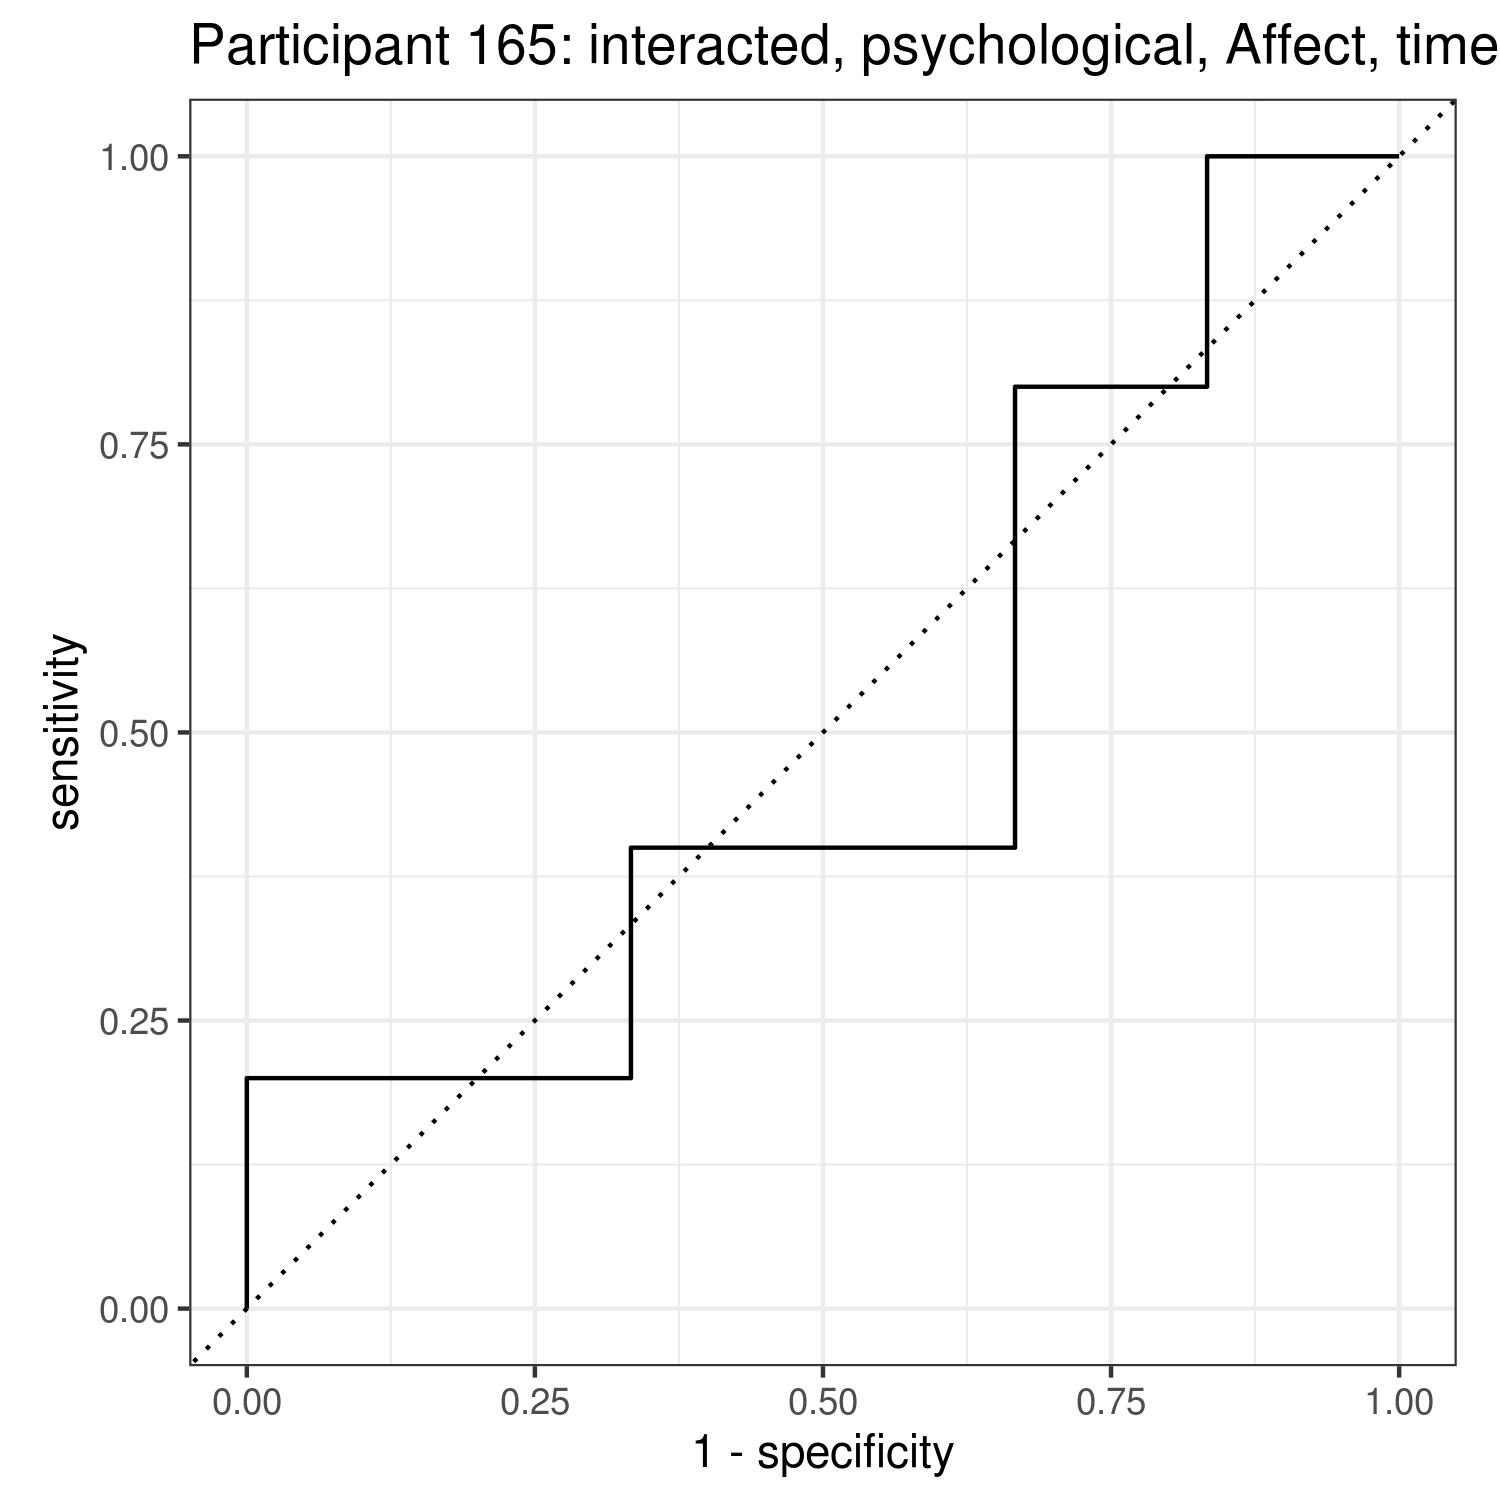 Participant 165: interacted, psychological, Affect, time
1.00
0.75
0.50
0.25
0.00
sensitivity
0.00 0.25 0.50 0.75 1.00
1 - specificity